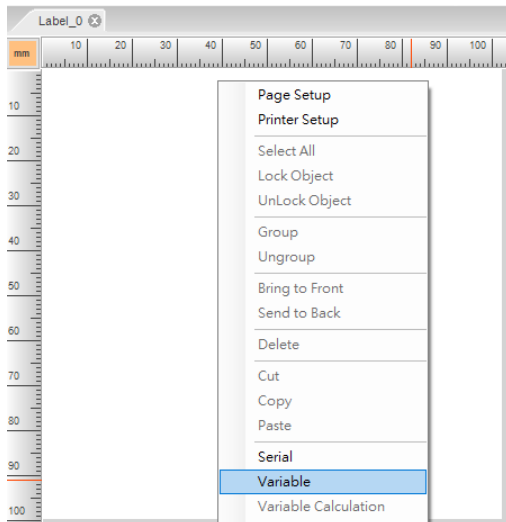 Label_0
mm
10 20 30 40 50 60 70 80 90 100
10
20
30
40
50
60
70
80
90
100
Page Setup
Printer Setup
Select All
Lock Object
UnLock Object
Group
Ungroup
Bring to Front
Send to Back
Delete
Cut
Copy
Paste
Serial
Variable
Variable Calculation